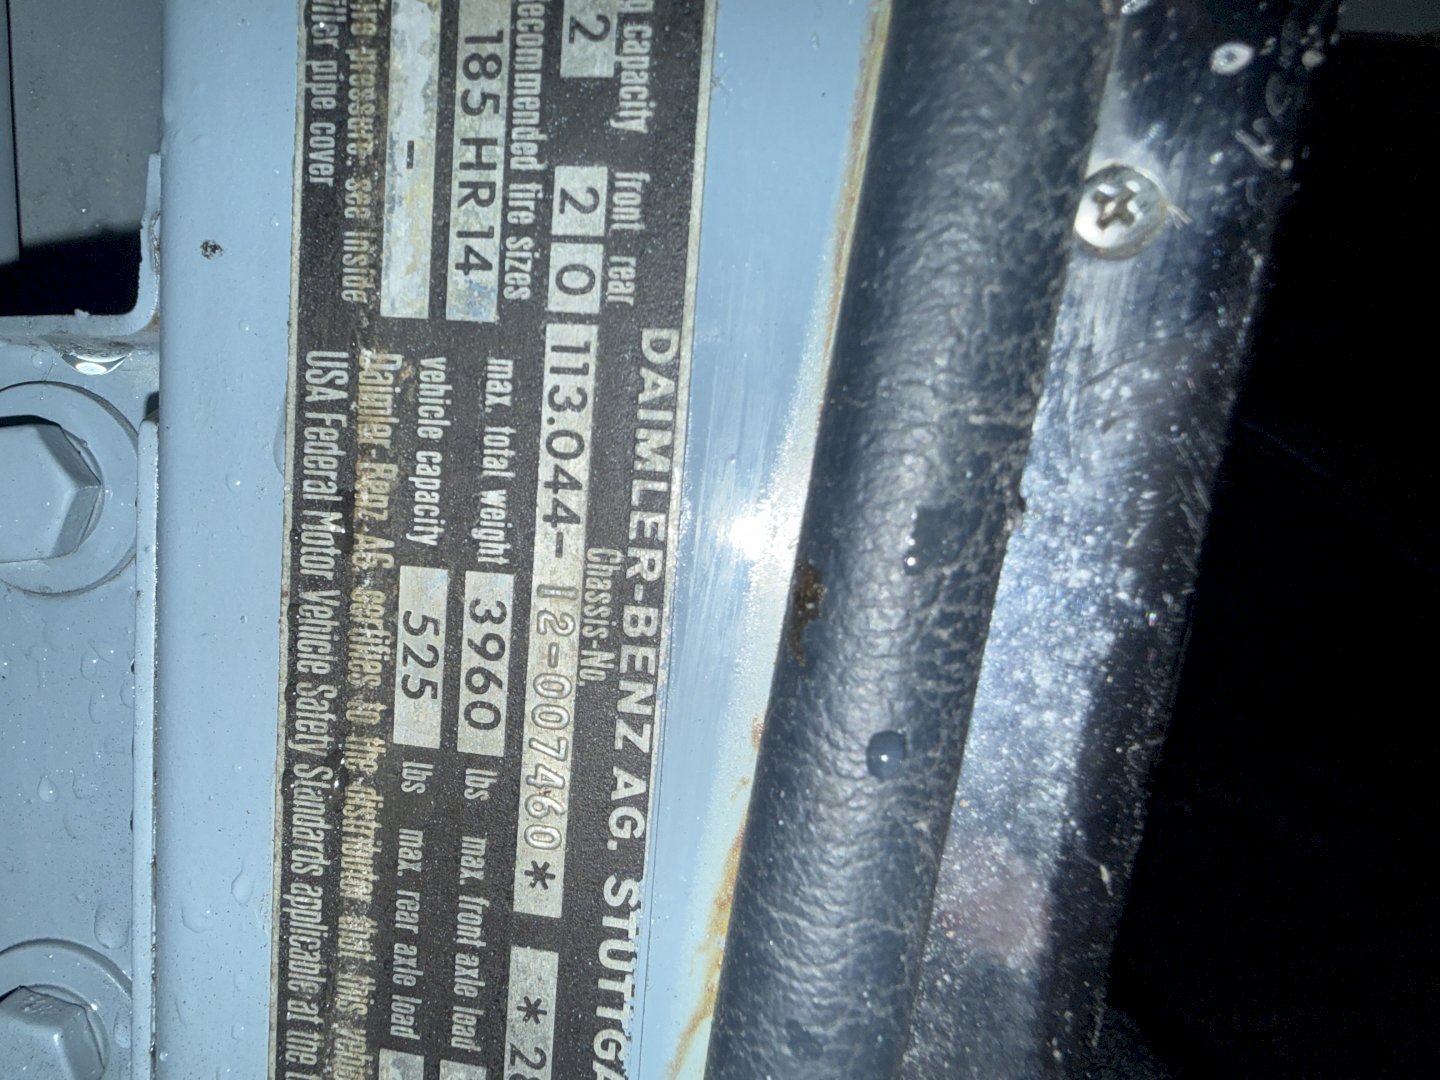 capacity front rear
2 2 0
recommended tire sizes
185 HR 14
-
tire pressure: see inside
filler pipe cover
DAIMLER-BENZ AG. STUTTGA
Chassis-No.
113.044-12-007460* *28
max. total weight 3960 lbs max. front axle load
vehicle capacity 525 lbs max. rear axle load
Daimler-Benz AG certifies to the distributor that this vehic
USA Federal Motor Vehicle Safety Standards applicable at the